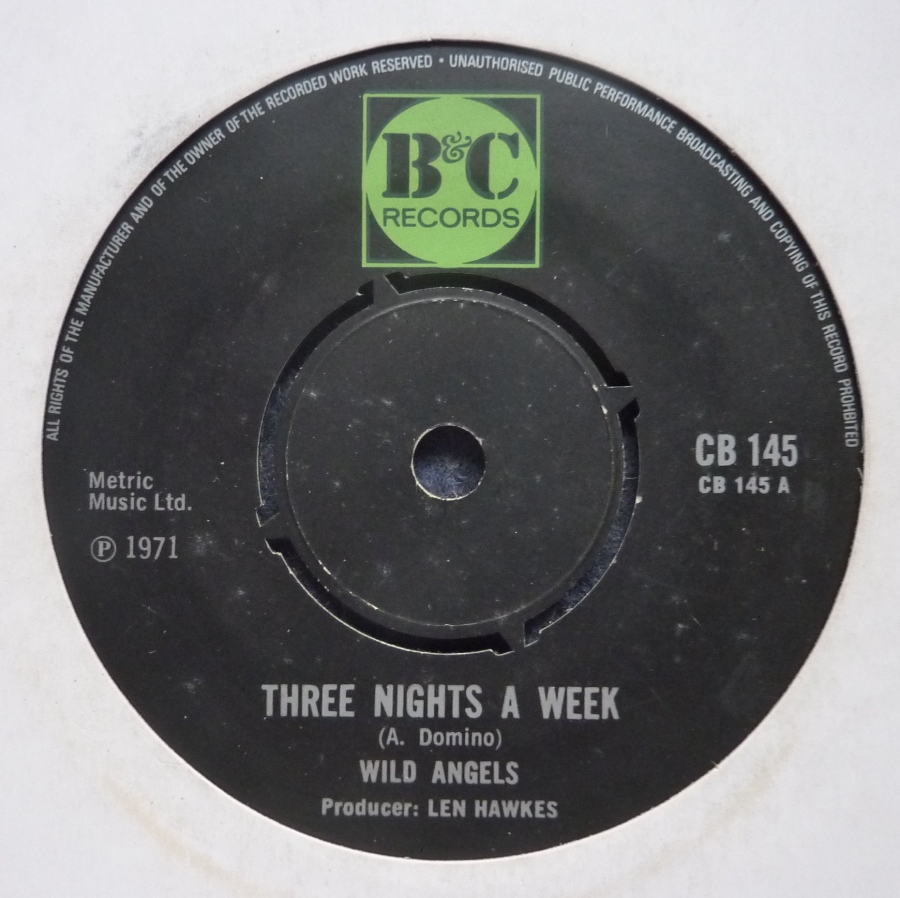 ALL RIGHTS OF THE MANUFACTURER AND OF THE OWNER OF THE RECORDED WORK RESERVED • UNAUTHORISED PUBLIC PERFORMANCE BROADCASTING AND COPYING OF THIS RECORD PROHIBITED
B&C
RECORDS
CB 145
CB 145 A
Metric
Music Ltd.
℗ 1971
THREE NIGHTS A WEEK
(A. Domino)
WILD ANGELS
Producer: LEN HAWKES